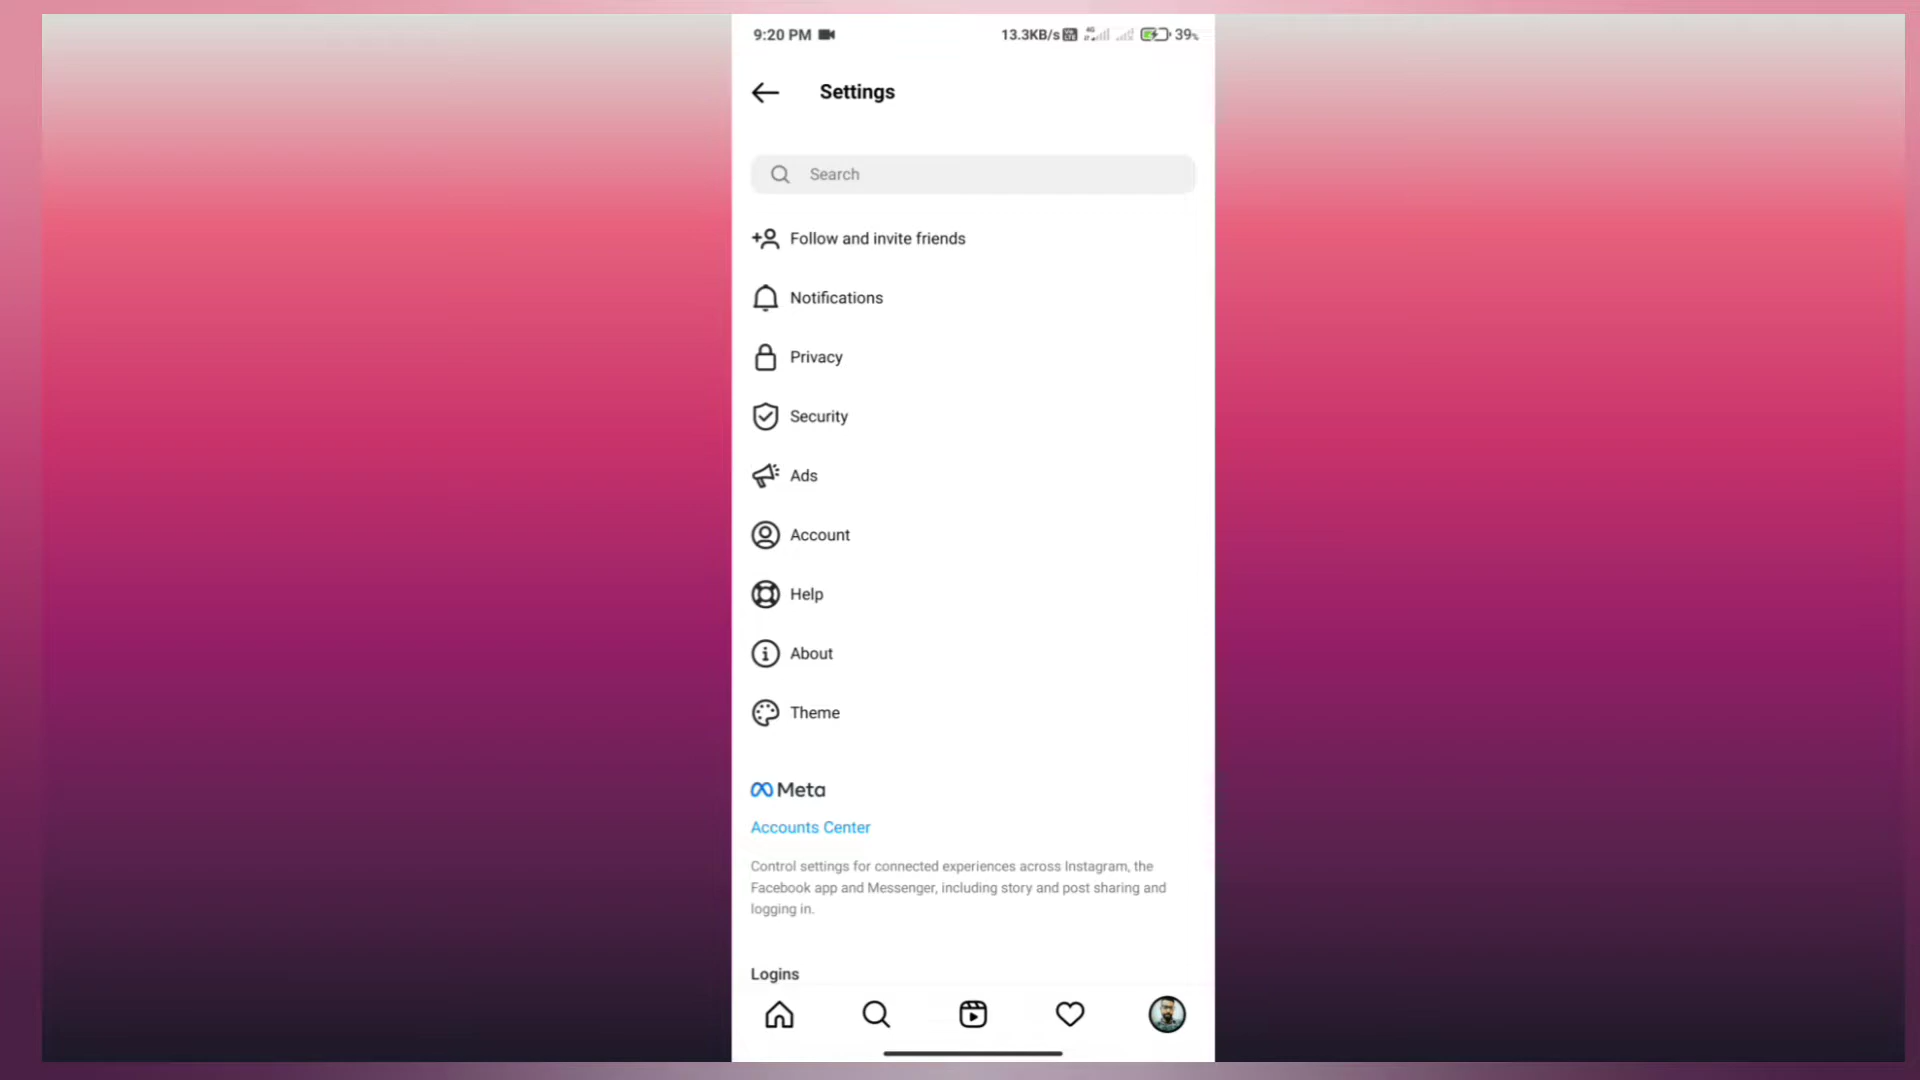 9:20 PM 13.3KB/s 39%
Settings
Search
Follow and invite friends
Notifications
Privacy
Security
Ads
Account
Help
About
Theme
Meta
Accounts Center
Control settings for connected experiences across Instagram, the
Facebook app and Messenger, including story and post sharing and
logging in.
Logins